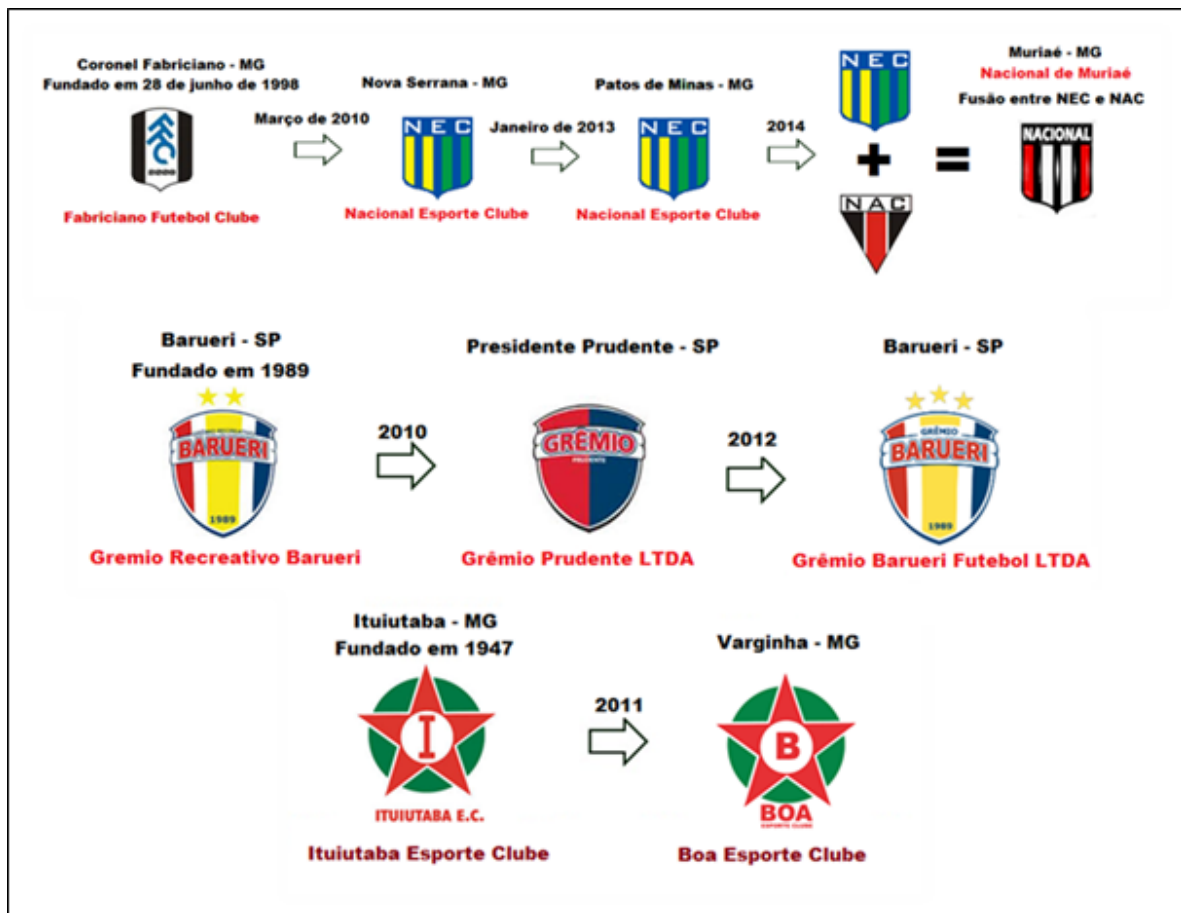 Coronel Fabriciano - MG
Fundado em 28 de junho de 1998
Março de 2010
Fabriciano Futebol Clube
Nova Serrana - MG
NEC
Nacional Esporte Clube
Janeiro de 2013
Patos de Minas - MG
NEC
Nacional Esporte Clube
2014
NEC
+
NAC
=
Muriaé - MG
Nacional de Muriaé
Fusão entre NEC e NAC
NACIONAL
Barueri - SP
Fundado em 1989
BARUERI
1989
Gremio Recreativo Barueri
2010
Presidente Prudente - SP
GRÊMIO
PRUDENTE
Grêmio Prudente LTDA
2012
Barueri - SP
GRÊMIO
BARUERI
1989
Grêmio Barueri Futebol LTDA
Ituiutaba - MG
Fundado em 1947
I
ITUIUTABA E.C.
Ituiutaba Esporte Clube
2011
Varginha - MG
B
BOA
ESPORTE CLUBE
Boa Esporte Clube